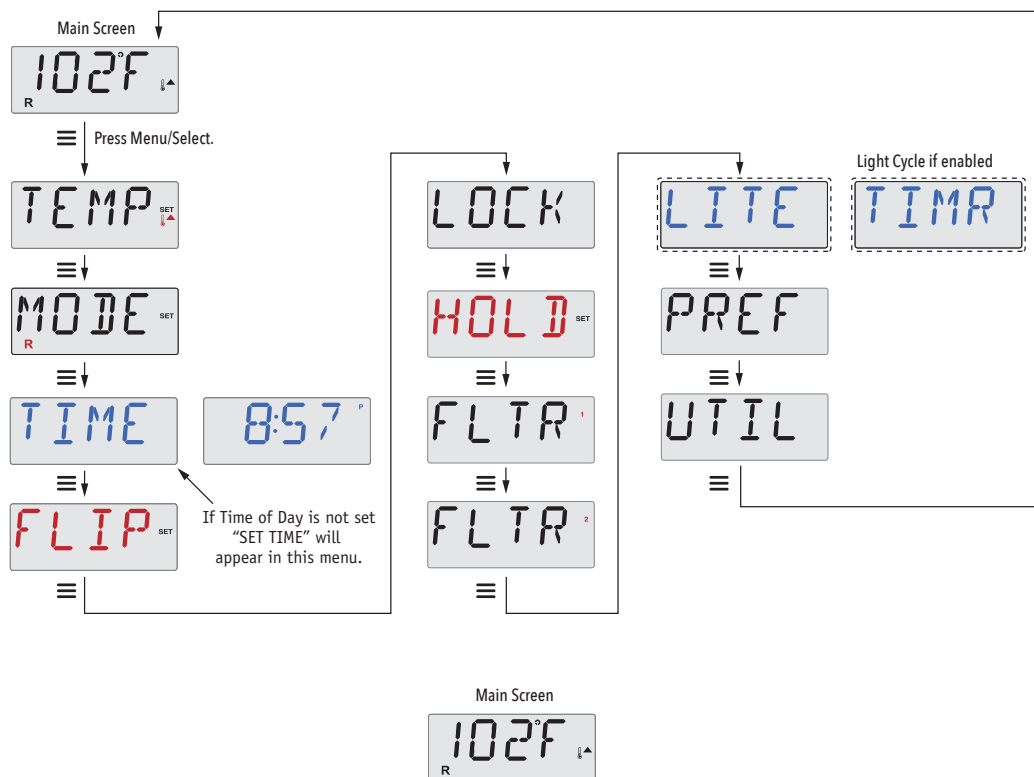 Main Screen
102°F
R
Press Menu/Select.
TEMP SET
MODE SET
R
TIME
8:57 P
FLIP SET
If Time of Day is not set
“SET TIME” will
appear in this menu.
LOCK
HOLD SET
FLTR 1
FLTR 2
LITE
Light Cycle if enabled
TIMR
PREF
UTIL
Main Screen
102°F
R